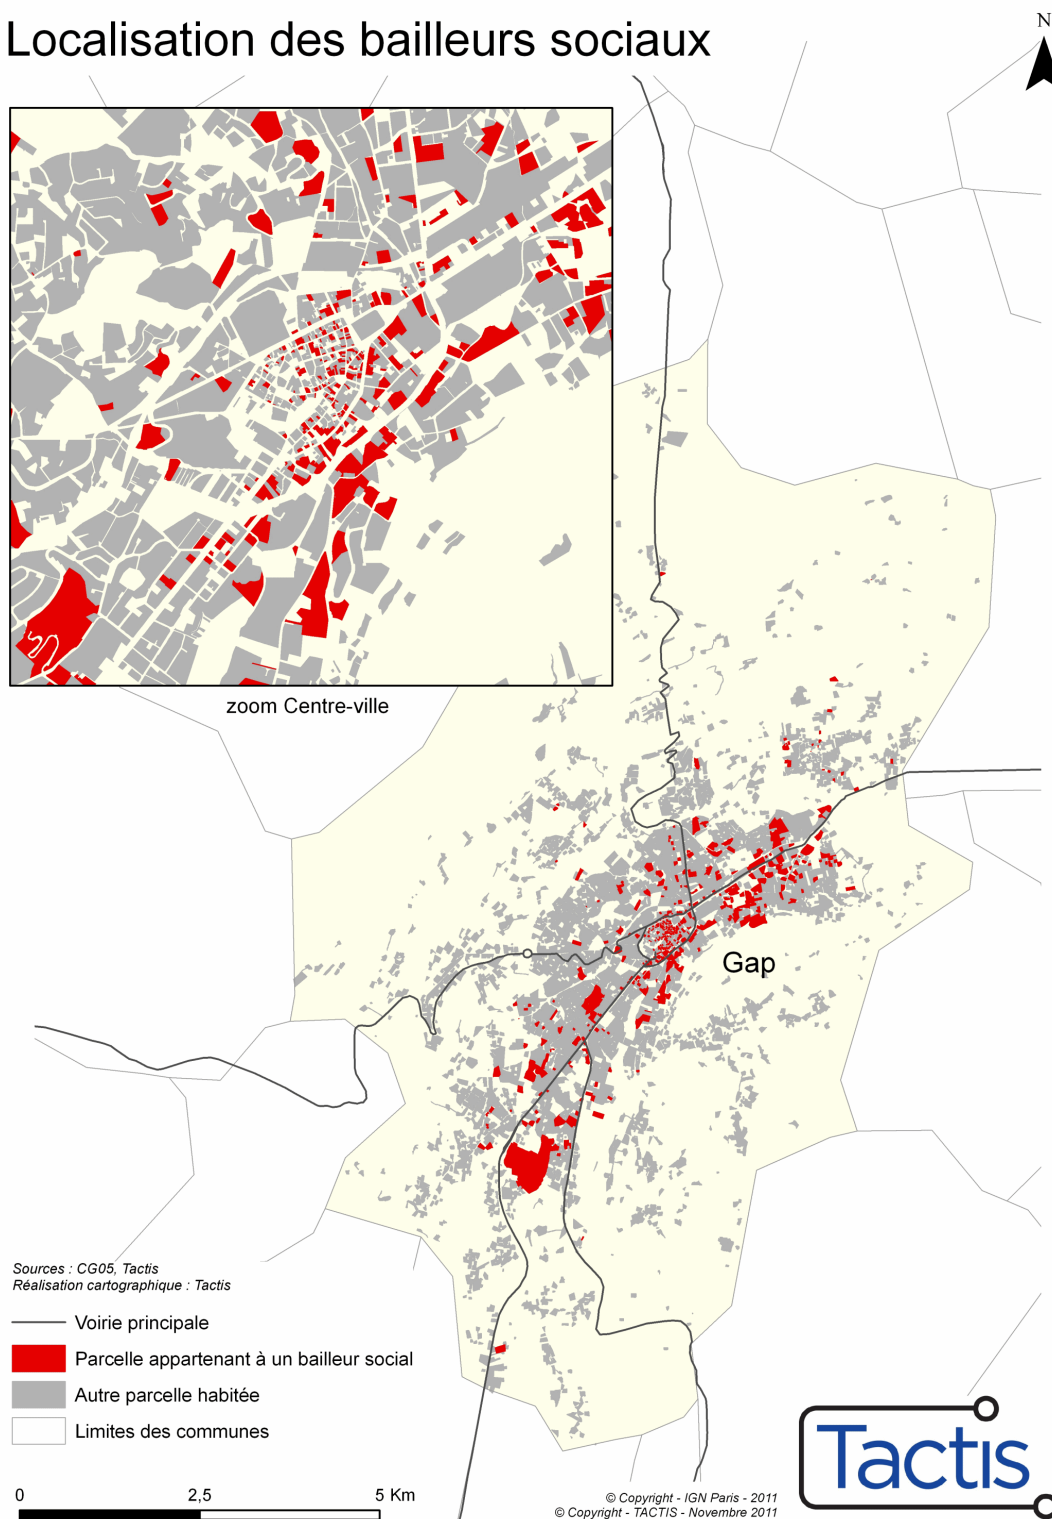 Localisation des bailleurs sociaux
N
zoom Centre-ville
Gap
Sources : CG05, Tactis
Réalisation cartographique : Tactis
Voirie principale
Parcelle appartenant à un bailleur social
Autre parcelle habitée
Limites des communes
0 2,5 5 Km
© Copyright - IGN Paris - 2011
© Copyright - TACTIS - Novembre 2011
Tactis